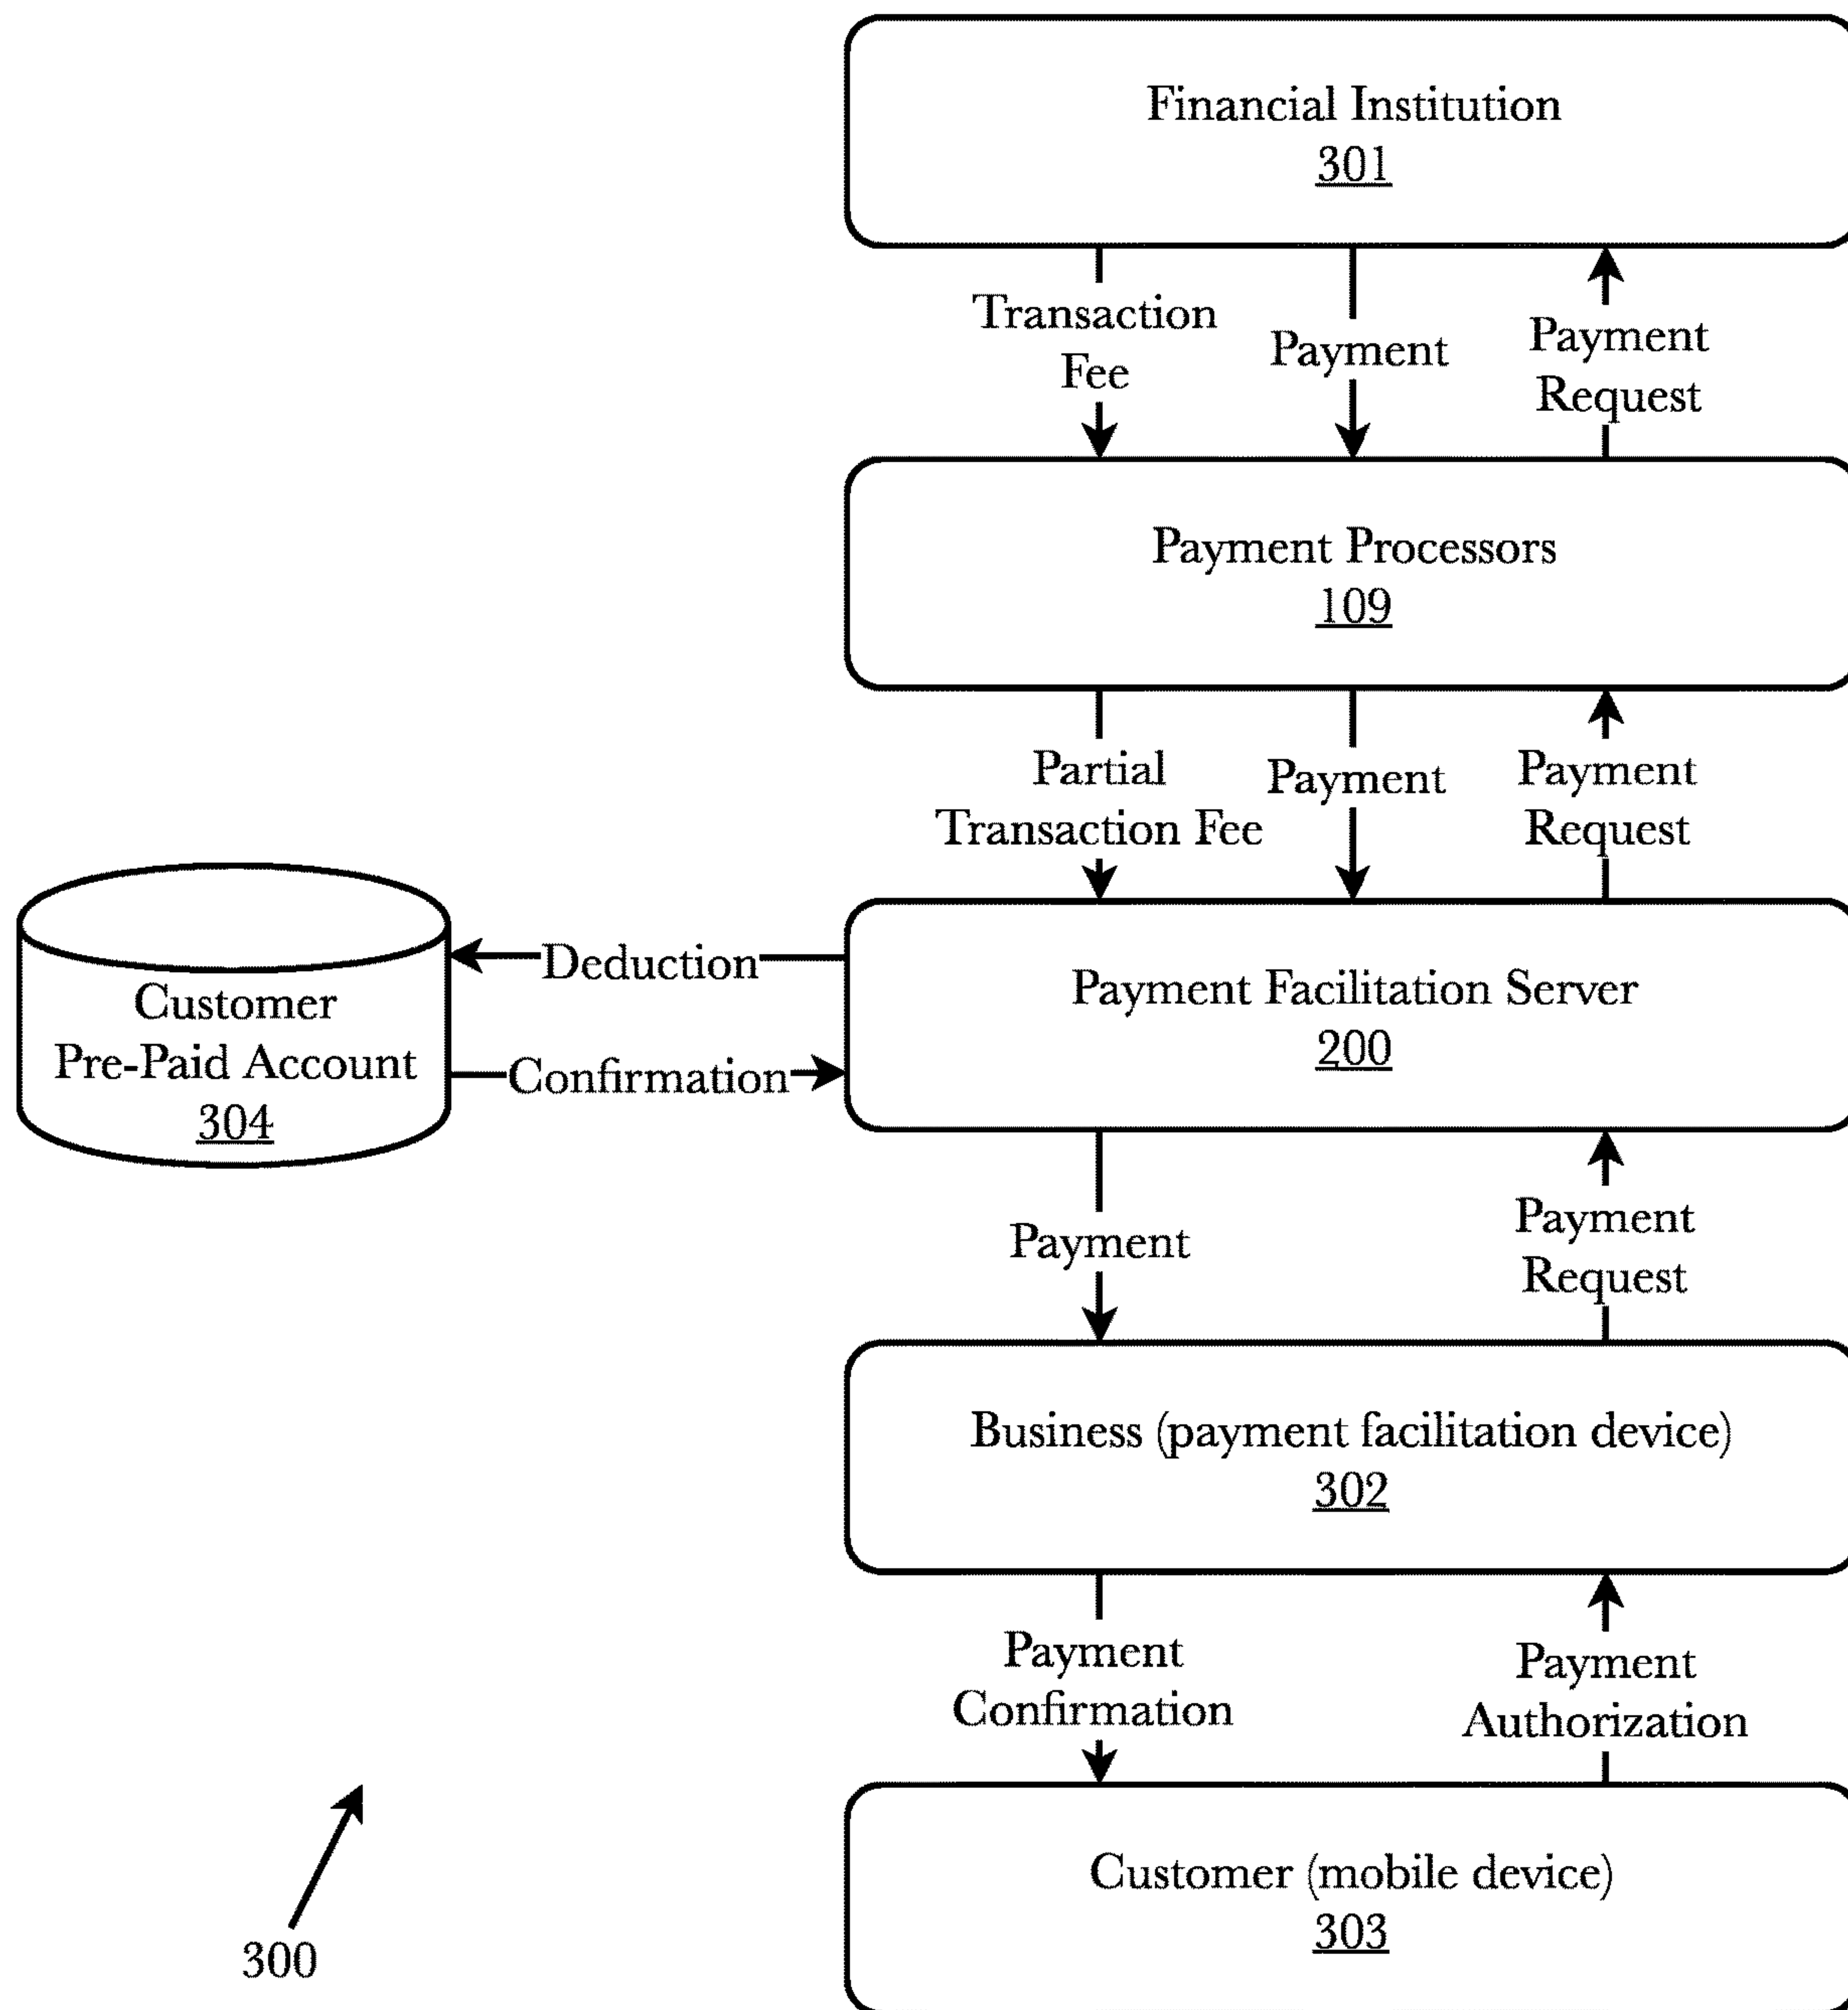 Financial Institution
301
Transaction
Fee
Payment
Payment
Request
Payment Processors
109
Partial
Transaction Fee
Payment
Payment
Request
Deduction
Customer
Pre-Paid Account
304
Confirmation
Payment Facilitation Server
200
Payment
Payment
Request
Business (payment facilitation device)
302
Payment
Confirmation
Payment
Authorization
Customer (mobile device)
303
300